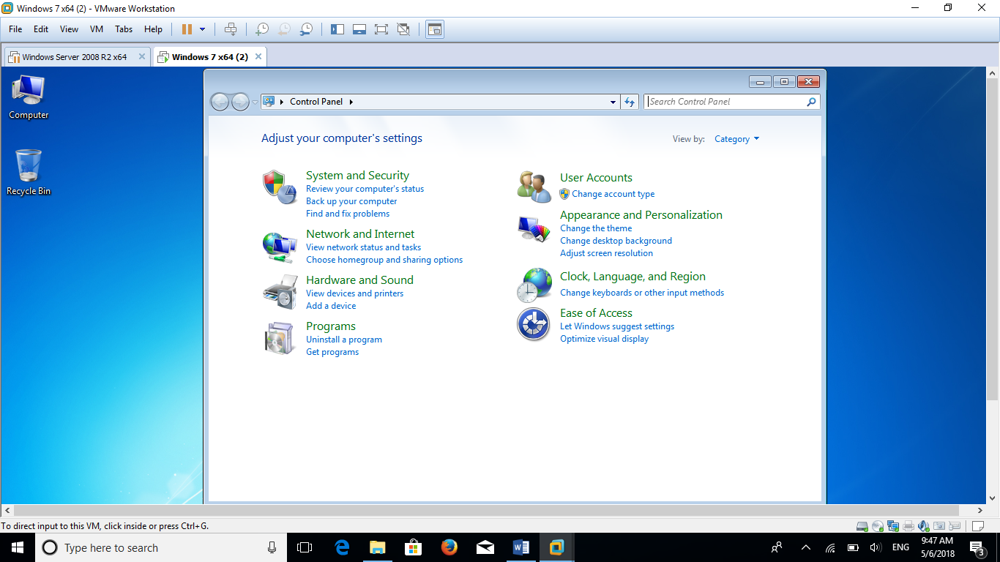 Windows 7 x64 (2) - VMware Workstation
File Edit View VM Tabs Help
Windows Server 2008 R2 x64 Windows 7 x64 (2)
Computer
Recycle Bin
Control Panel
Search Control Panel
Adjust your computer's settings
View by: Category
System and Security
Review your computer's status
Back up your computer
Find and fix problems
Network and Internet
View network status and tasks
Choose homegroup and sharing options
Hardware and Sound
View devices and printers
Add a device
Programs
Uninstall a program
Get programs
User Accounts
Change account type
Appearance and Personalization
Change the theme
Change desktop background
Adjust screen resolution
Clock, Language, and Region
Change keyboards or other input methods
Ease of Access
Let Windows suggest settings
Optimize visual display
To direct input to this VM, click inside or press Ctrl+G.
Type here to search
ENG
9:47 AM
5/6/2018
3